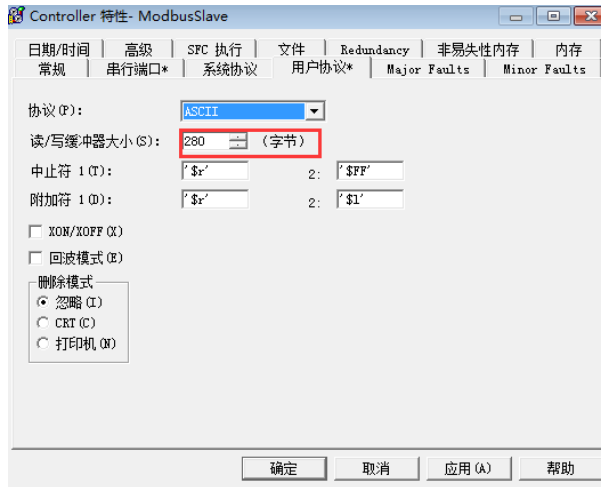 Controller 特性- ModbusSlave
日期/时间 高级 SFC 执行 文件 Redundancy 非易失性内存 内存
常规 串行端口* 系统协议 用户协议* Major Faults Minor Faults
协议(P): ASCII
读/写缓冲器大小(S): 280 (字节)
中止符 1(T): '$r' 2: '$FF'
附加符 1(D): '$r' 2: '$l'
XON/XOFF(X)
回波模式(E)
删除模式
忽略(I)
CRT(C)
打印机(N)
确定 取消 应用(A) 帮助